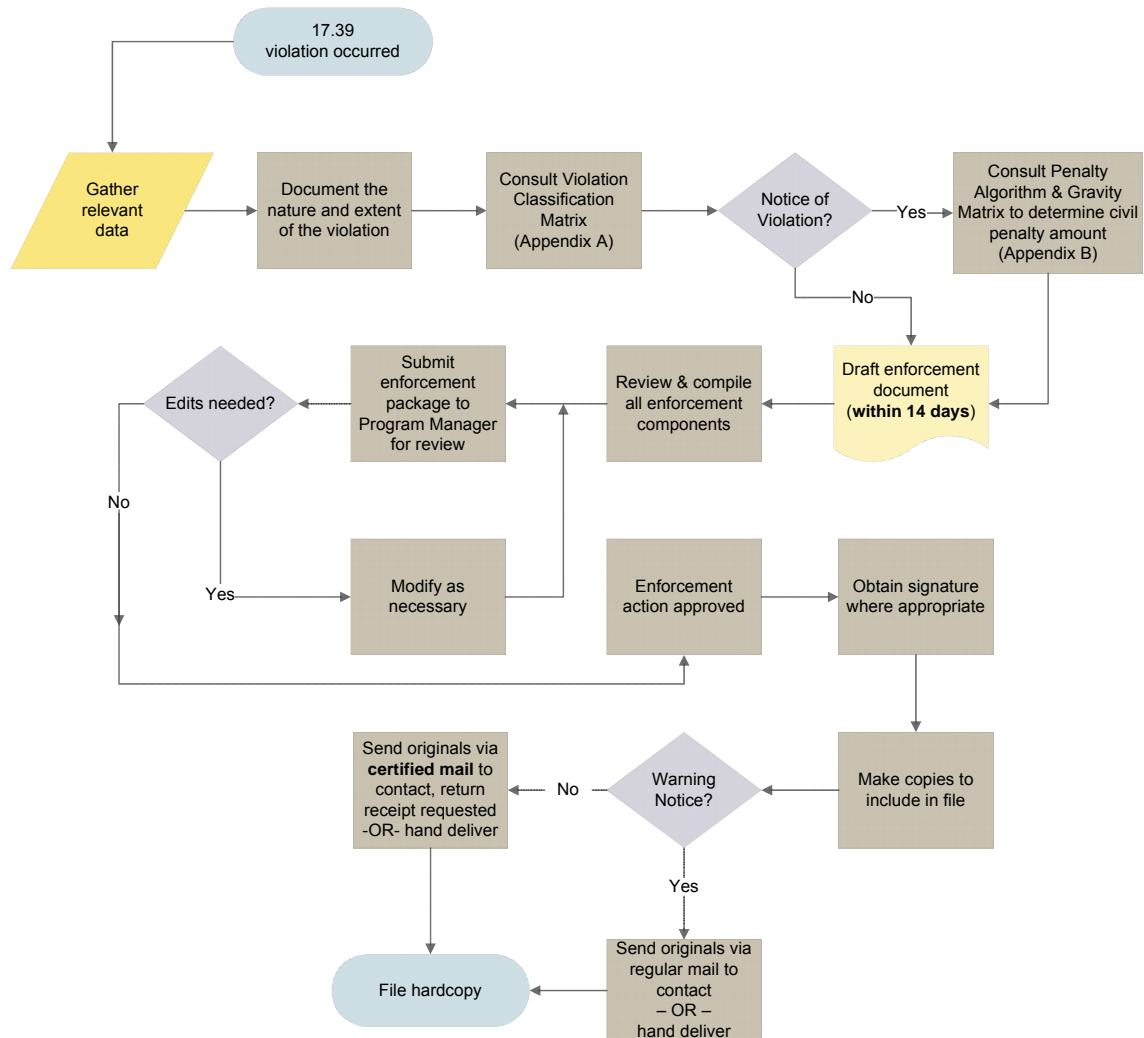 17.39
violation occurred
Gather
relevant
data
Document the
nature and extent
of the violation
Consult Violation
Classification
Matrix
(Appendix A)
Notice of
Violation?
Yes
Consult Penalty
Algorithm & Gravity
Matrix to determine civil
penalty amount
(Appendix B)
No
Draft enforcement
document
(within 14 days)
Review & compile
all enforcement
components
Submit
enforcement
package to
Program Manager
for review
Edits needed?
No
Yes
Modify as
necessary
Enforcement
action approved
Obtain signature
where appropriate
Make copies to
include in file
Warning
Notice?
No
Send originals via
certified mail to
contact, return
receipt requested
-OR- hand deliver
Yes
Send originals via
regular mail to
contact
– OR –
hand deliver
File hardcopy